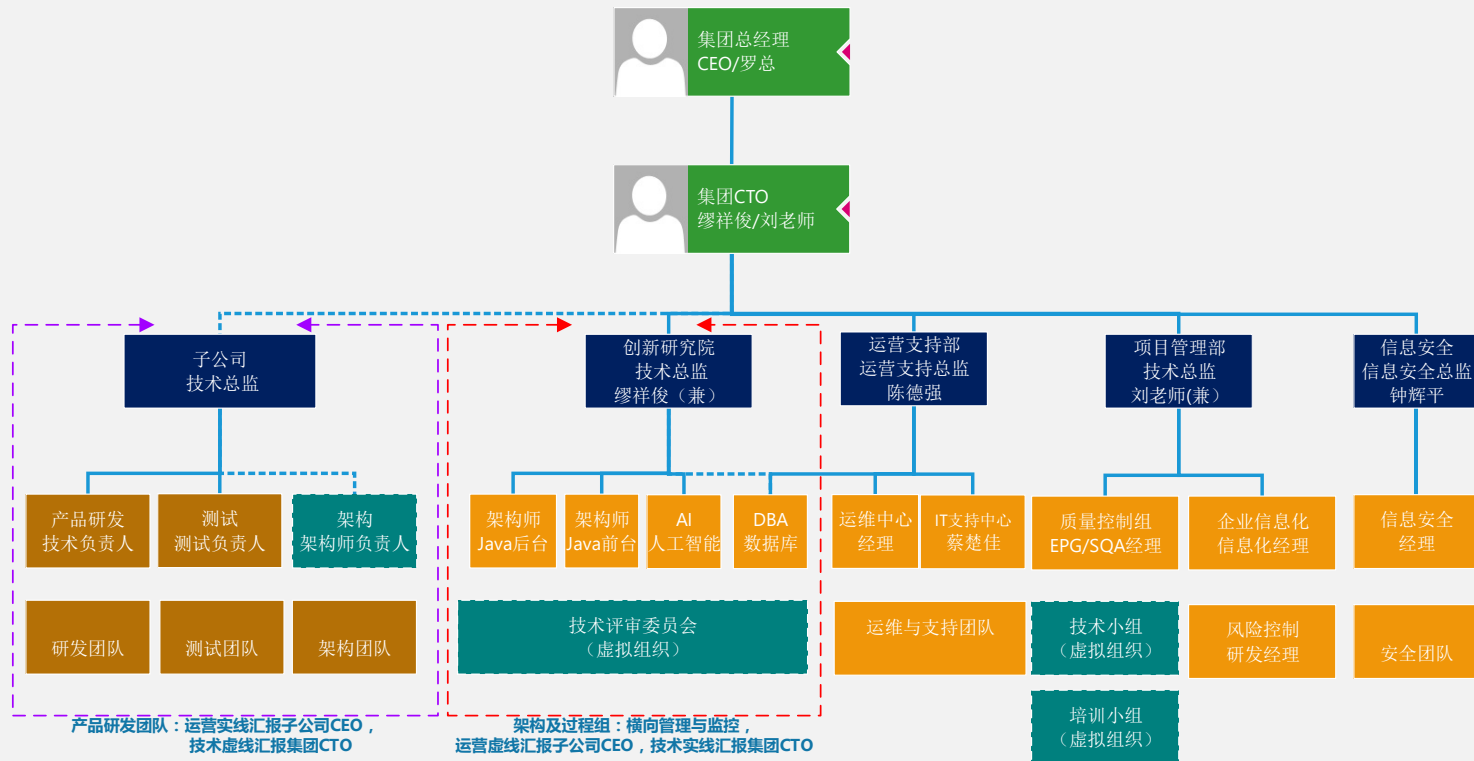 集团总经理
CEO/罗总
集团CTO
缪祥俊/刘老师
子公司
技术总监
创新研究院
技术总监
缪祥俊（兼）
运营支持部
运营支持总监
陈德强
项目管理部
技术总监
刘老师(兼）
信息安全
信息安全总监
钟辉平
产品研发
技术负责人
测试
测试负责人
架构
架构师负责人
架构师
Java后台
架构师
Java前台
AI
人工智能
DBA
数据库
运维中心
经理
IT支持中心
蔡楚佳
质量控制组
EPG/SQA经理
企业信息化
信息化经理
信息安全
经理
研发团队
测试团队
架构团队
技术评审委员会
（虚拟组织）
运维与支持团队
技术小组
（虚拟组织）
风险控制
研发经理
安全团队
培训小组
（虚拟组织）
产品研发团队：运营实线汇报子公司CEO，
技术虚线汇报集团CTO
架构及过程组：横向管理与监控，
运营虚线汇报子公司CEO，技术实线汇报集团CTO